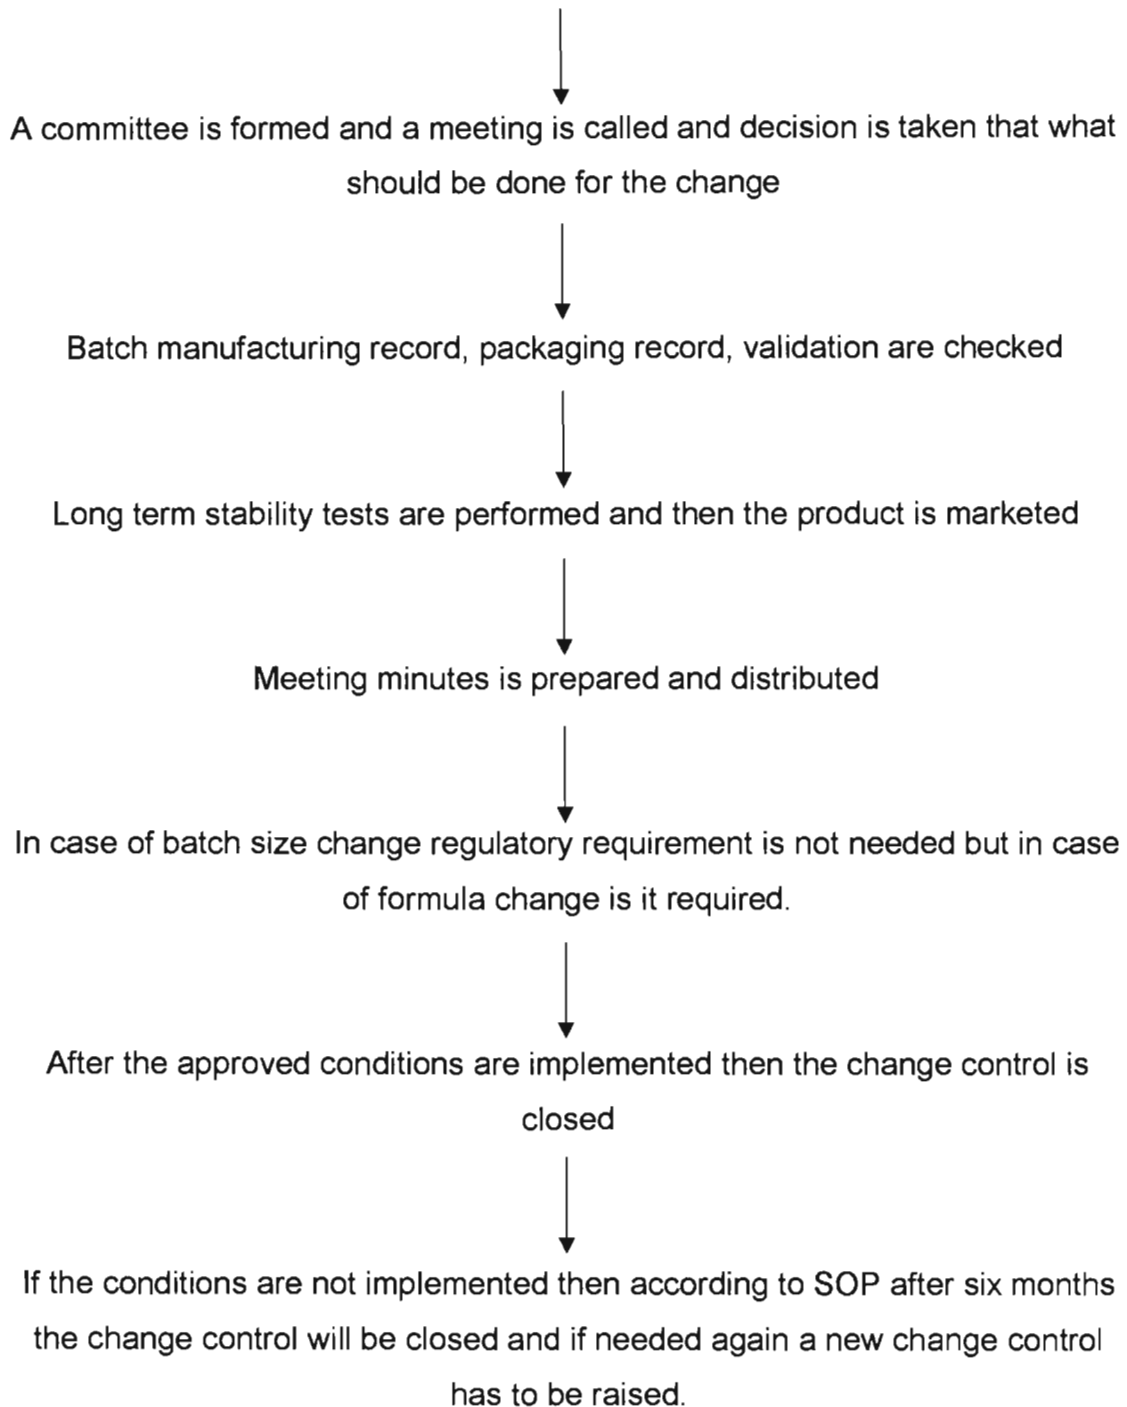 A committee is formed and a meeting is called and decision is taken that what
should be done for the change
Batch manufacturing record, packaging record, validation are checked
Long term stability tests are performed and then the product is marketed
Meeting minutes is prepared and distributed
In case of batch size change regulatory requirement is not needed but in case
of formula change is it required.
After the approved conditions are implemented then the change control is
closed
If the conditions are not implemented then according to SOP after six months
the change control will be closed and if needed again a new change control
has to be raised.